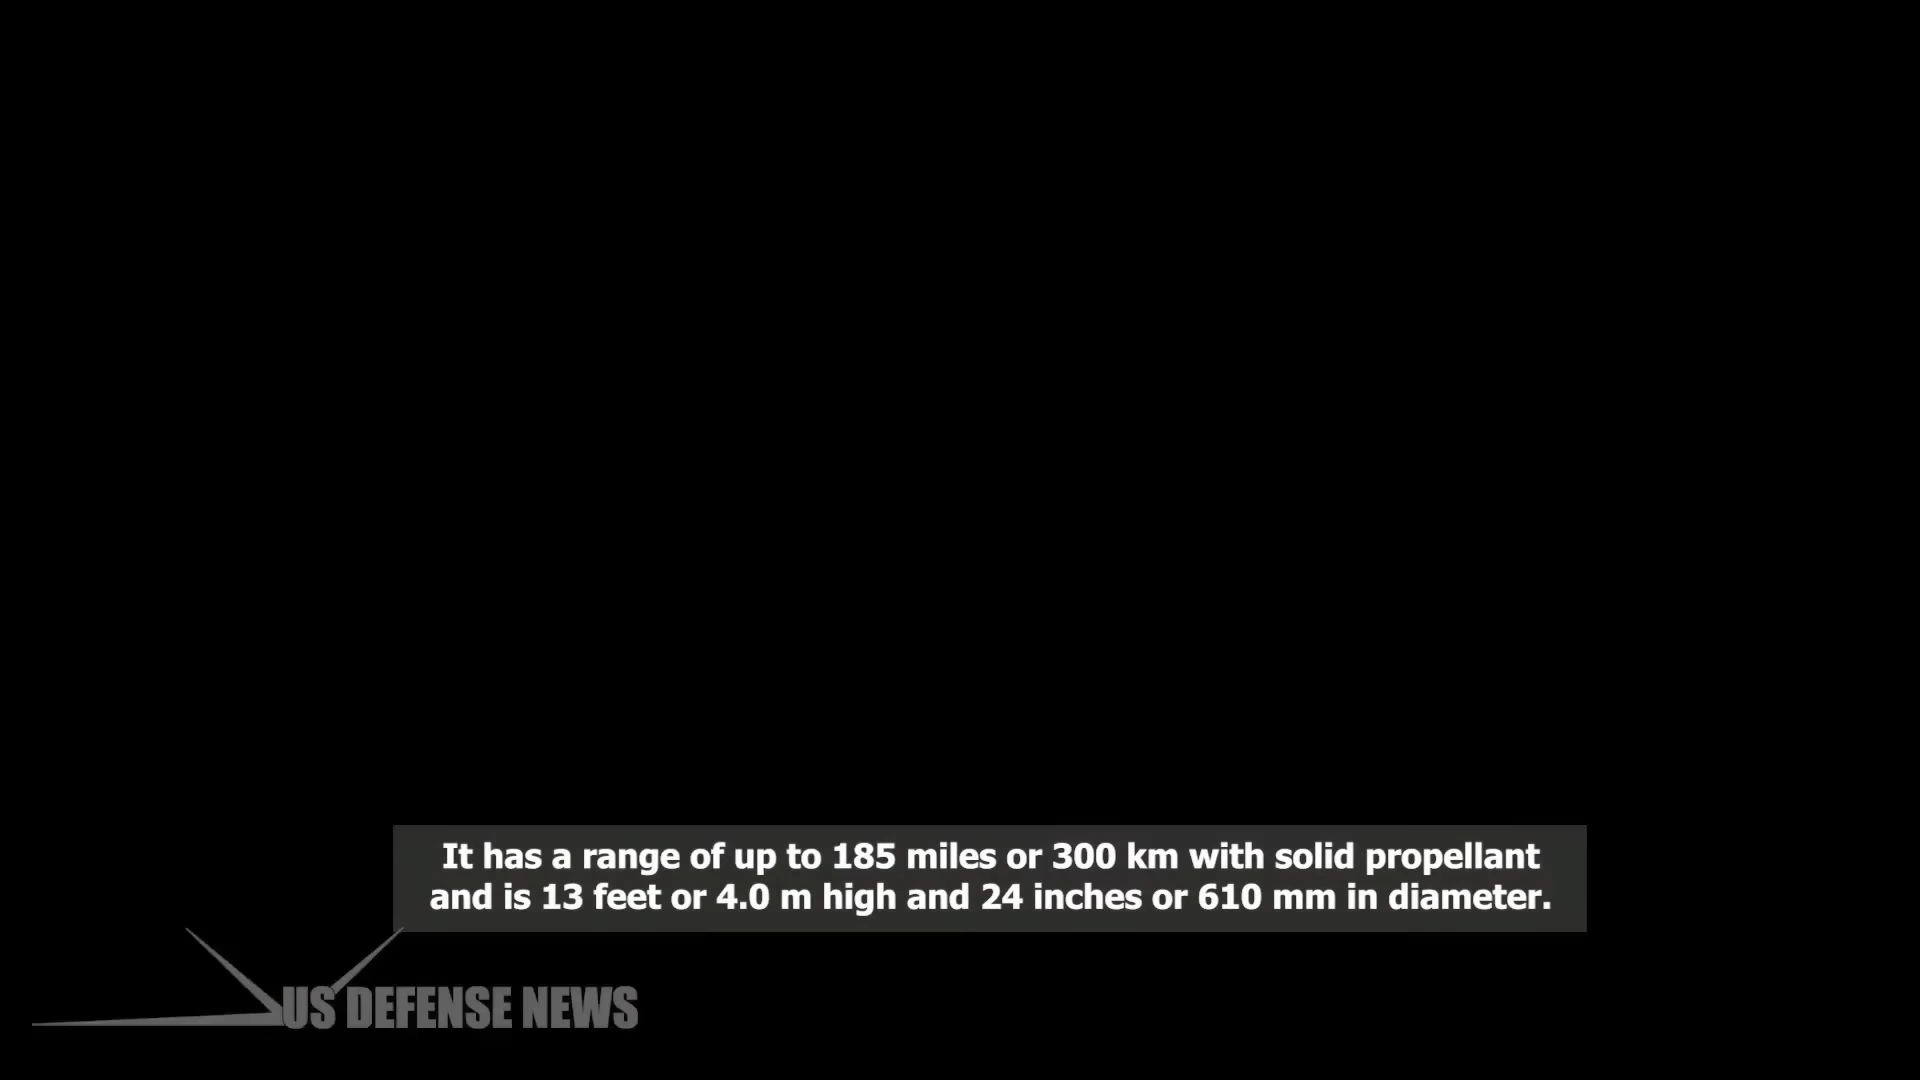 It has a range of up to 185 miles or 300 km with solid propellant
and is 13 feet or 4.0 m high and 24 inches or 610 mm in diameter.
US DEFENSE NEWS